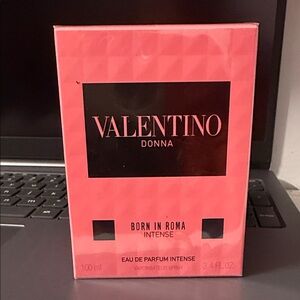 VALENTINO
DONNA
BORN IN ROMA
INTENSE
EAU DE PARFUM INTENSE
100 ml
3.4 FL.OZ.